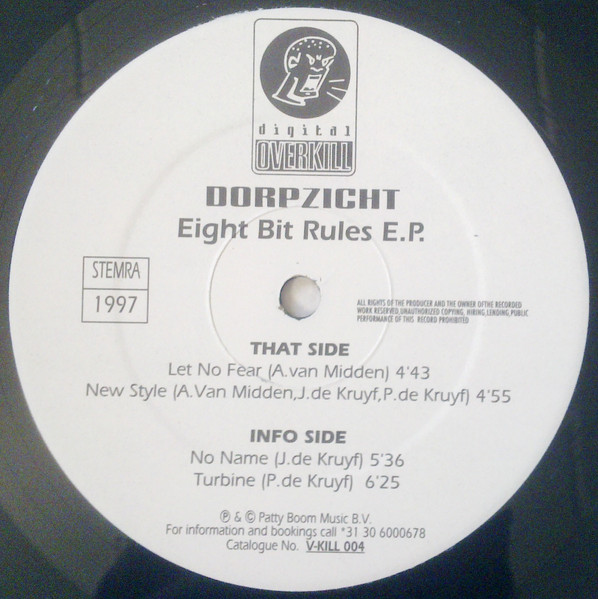 digital
OVERKILL
DORPZICHT
Eight Bit Rules E.P.
STEMRA
1997
ALL RIGHTS OF THE PRODUCER AND THE OWNER OFTHE RECORDED
WORK RESERVED,UNAUTHORIZED COPYING, HIRING,LENDING,PUBLIC
PERFORMANCE OF THIS RECORD PROHIBITED
THAT SIDE
Let No Fear (A.van Midden) 4'43
New Style (A.Van Midden,J.de Kruyf,P.de Kruyf) 4'55
INFO SIDE
No Name (J.de Kruyf) 5'36
Turbine (P.de Kruyf) 6'25
℗ & © Patty Boom Music B.V.
For information and bookings call *31 30 6000678
Catalogue No. V-KILL 004